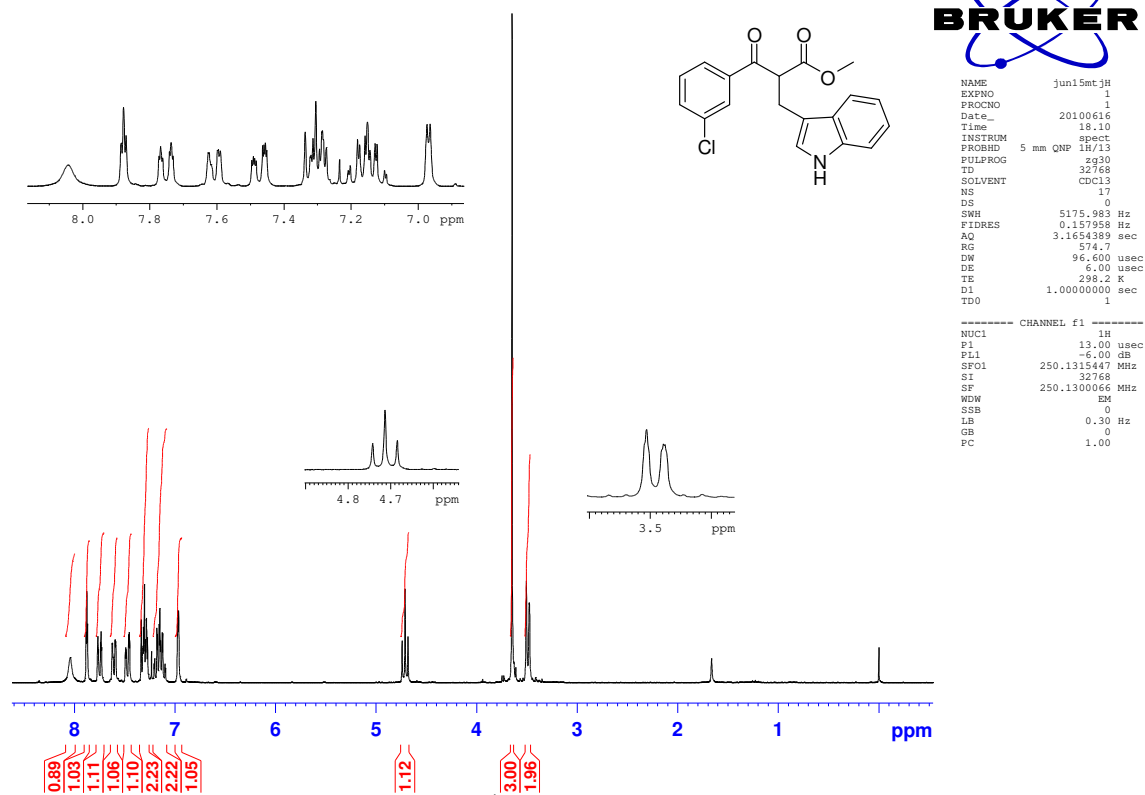 BRUKER
NAME jun15mtjH
EXPNO 1
PROCNO 1
Date_ 20100616
Time 18.10
INSTRUM spect
PROBHD 5 mm QNP 1H/13
PULPROG zg30
TD 32768
SOLVENT CDCl3
NS 17
DS 0
SWH 5175.983 Hz
FIDRES 0.157958 Hz
AQ 3.1654389 sec
RG 574.7
DW 96.600 usec
DE 6.00 usec
TE 298.2 K
D1 1.00000000 sec
TD0 1
======== CHANNEL f1 ========
NUC1 1H
P1 13.00 usec
PL1 -6.00 dB
SFO1 250.1315447 MHz
SI 32768
SF 250.1300066 MHz
WDW EM
SSB 0
LB 0.30 Hz
GB 0
PC 1.00
O O
O
Cl
N
H
8.0 7.8 7.6 7.4 7.2 7.0 ppm
4.8 4.7 ppm
3.5 ppm
8 7 6 5 4 3 2 1 ppm
0.89 1.03 1.11 1.06 1.10 2.23 2.22 1.05 1.12 3.00 1.96